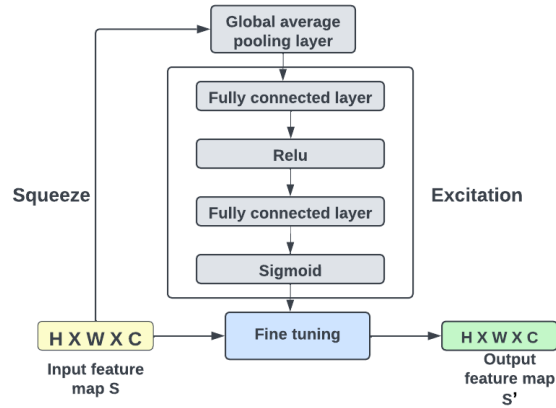 Global average
pooling layer
Fully connected layer
Relu
Squeeze
Fully connected layer
Excitation
Sigmoid
H X W X C
Fine tuning
H X W X C
Input feature
map S
Output
feature map
S'